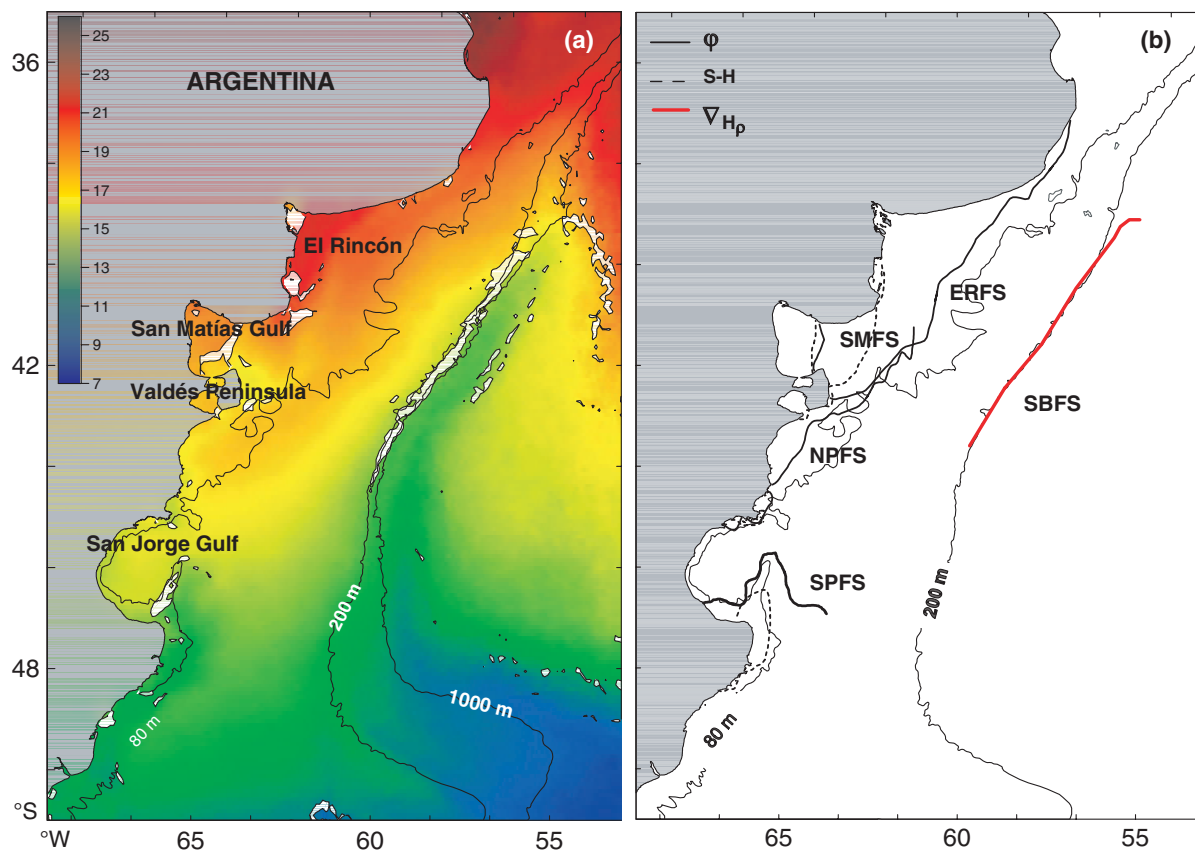 (a)
25
23
21
19
17
15
13
11
9
7
36
42
48
°S
°W
65
60
55
ARGENTINA
El Rincón
San Matías Gulf
Valdés Peninsula
San Jorge Gulf
200 m
1000 m
80 m
(b)
φ
S-H
∇Hρ
ERFS
SMFS
SBFS
NPFS
SPFS
200 m
80 m
65
60
55